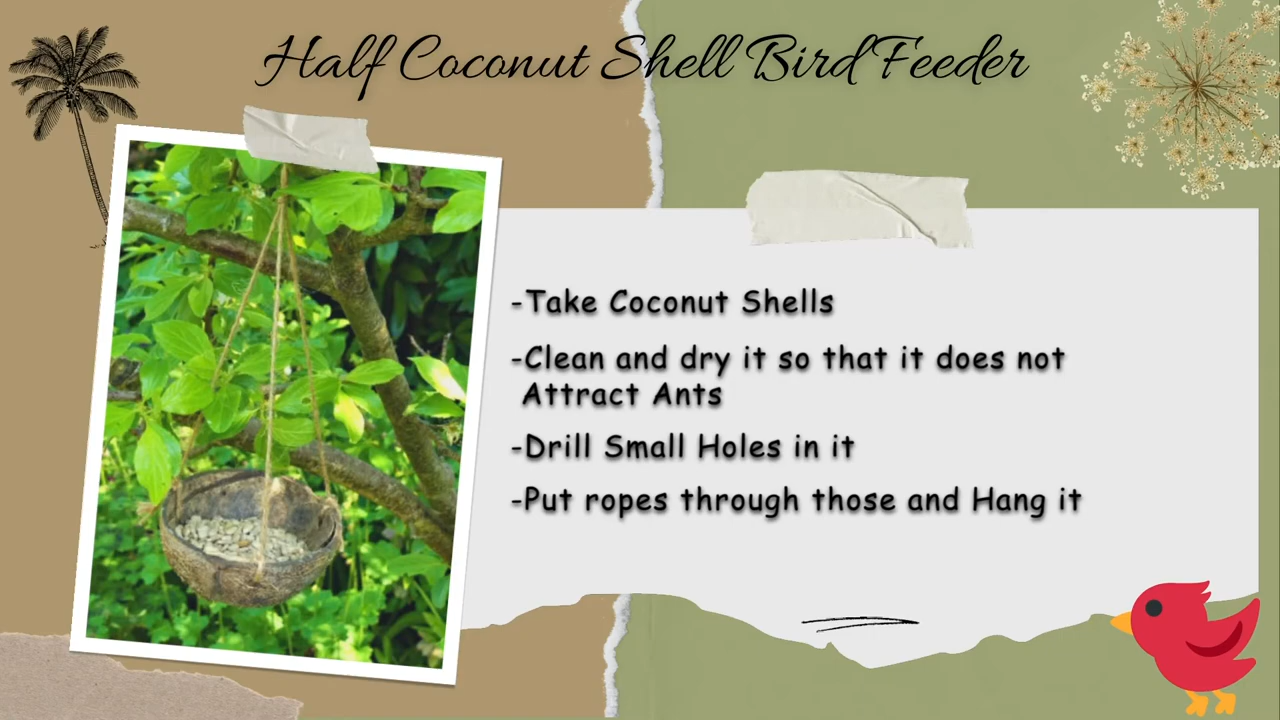 Half Coconut Shell Bird Feeder
-Take Coconut Shells
-Clean and dry it so that it does not
Attract Ants
-Drill Small Holes in it
-Put ropes through those and Hang it